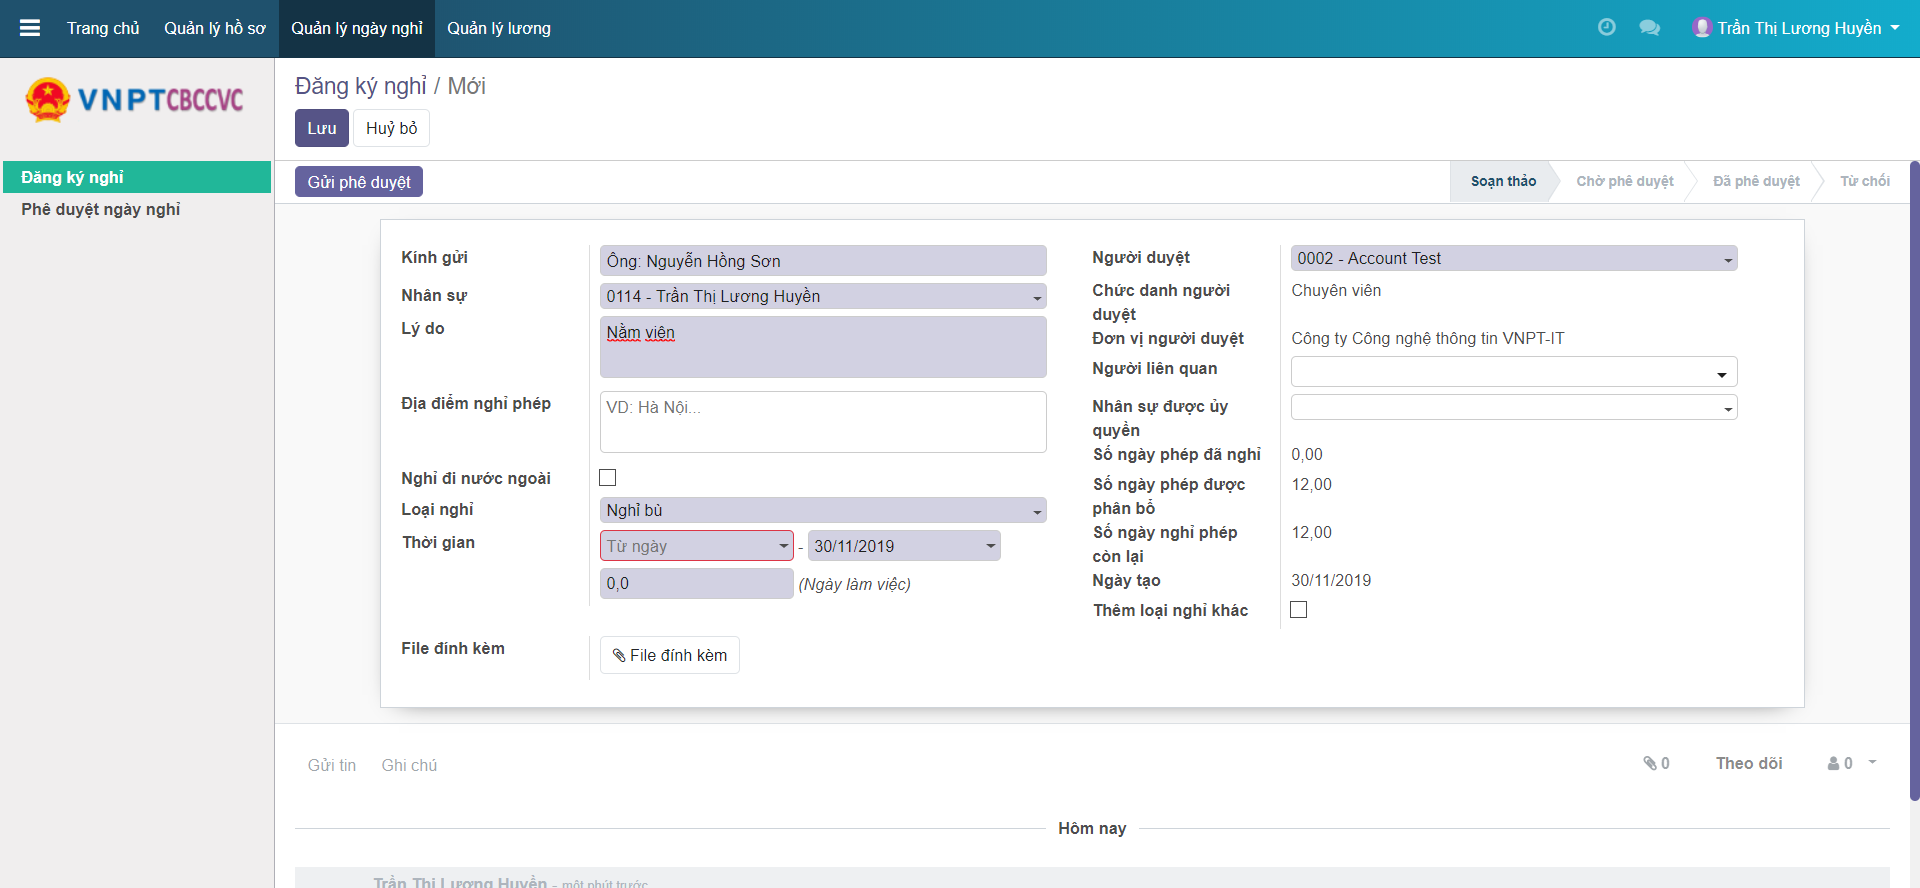 Trang chủ Quản lý hồ sơ Quản lý ngày nghỉ Quản lý lương Trần Thị Lương Huyền
VNPTCBCCVC
Đăng ký nghỉ
Phê duyệt ngày nghỉ
Đăng ký nghỉ / Mới
Lưu Huỷ bỏ
Gửi phê duyệt
Soạn thảo Chờ phê duyệt Đã phê duyệt Từ chối
Kính gửi Ông: Nguyễn Hồng Sơn
Nhân sự 0114 - Trần Thị Lương Huyền
Lý do Nằm viên
Địa điểm nghỉ phép VD: Hà Nội...
Nghỉ đi nước ngoài
Loại nghỉ Nghỉ bù
Thời gian Từ ngày - 30/11/2019
0,0 (Ngày làm việc)
File đính kèm File đính kèm
Người duyệt 0002 - Account Test
Chức danh người duyệt Chuyên viên
Đơn vị người duyệt Công ty Công nghệ thông tin VNPT-IT
Người liên quan
Nhân sự được ủy quyền
Số ngày phép đã nghỉ 0,00
Số ngày phép được phân bổ 12,00
Số ngày nghỉ phép còn lại 12,00
Ngày tạo 30/11/2019
Thêm loại nghỉ khác
Gửi tin Ghi chú 0 Theo dõi 0
Hôm nay
Trần Thị Lương Huyền - một phút trước